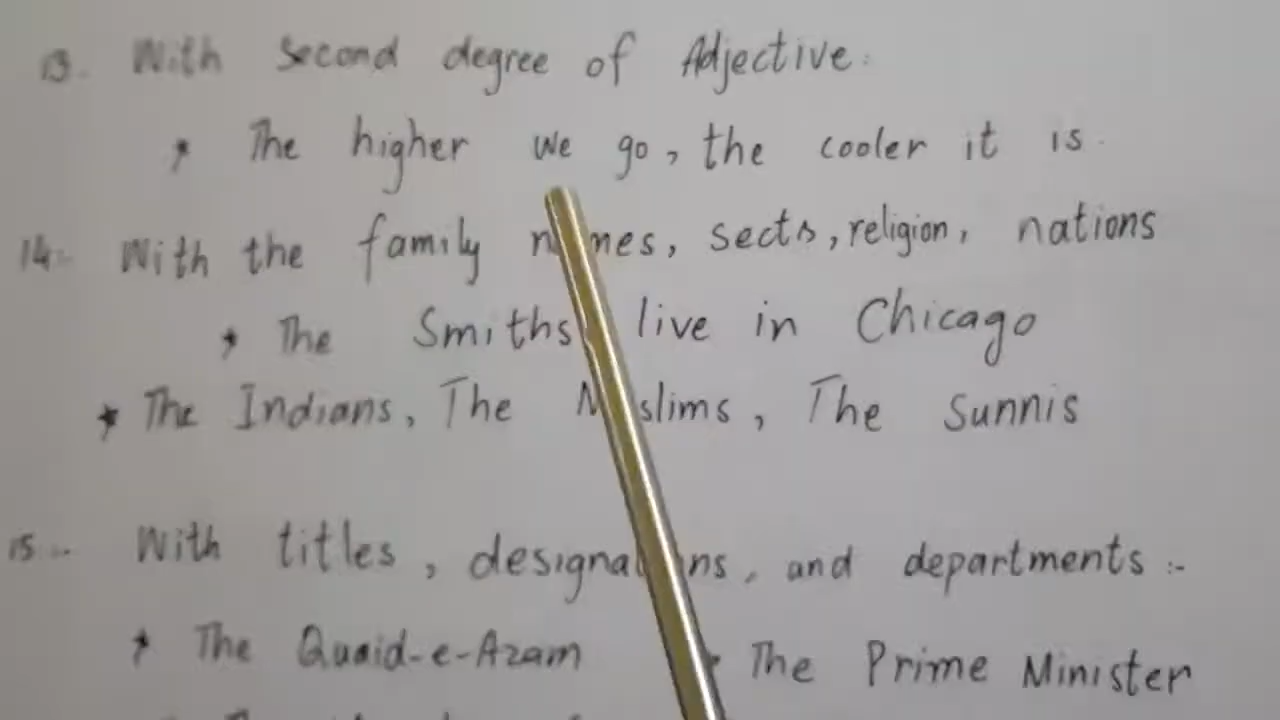 13. With Second degree of Adjective.
* The higher we go, the cooler it is.
14. With the family names, sects, religion, nations
* The Smiths live in Chicago
* The Indians, The Muslims, The Sunnis
15. With titles, designations, and departments :-
* The Quaid-e-Azam * The Prime Minister